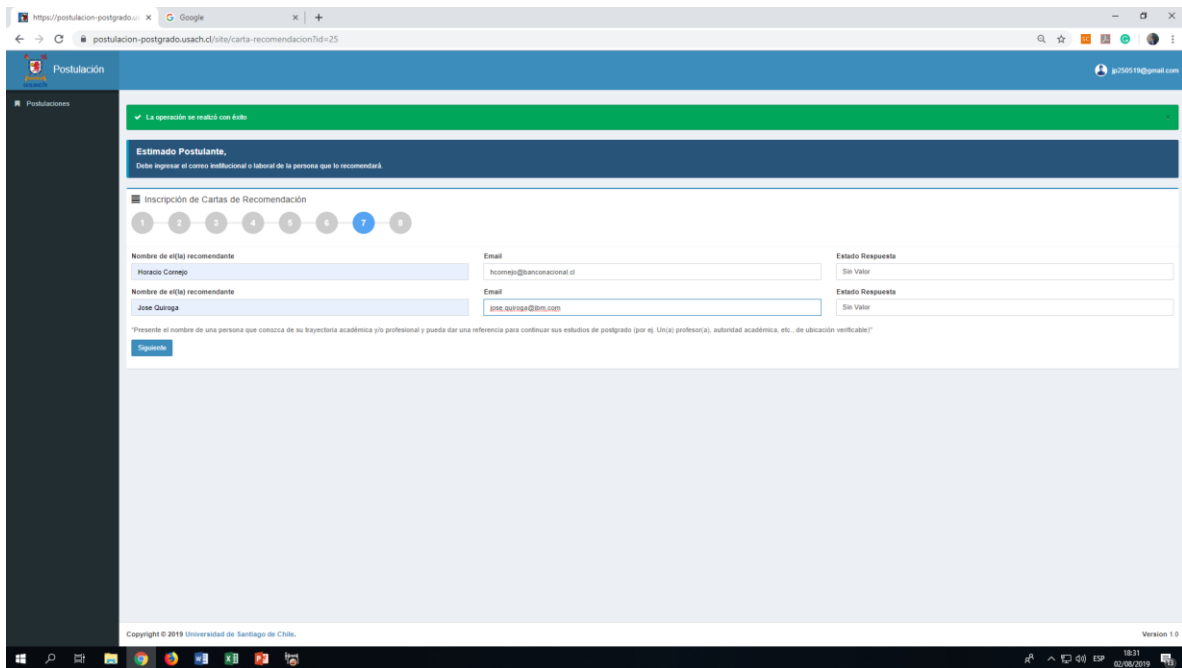 https://postulacion-postgrado.u
Google
postulacion-postgrado.usach.cl/site/carta-recomendacion?id=25
Postulación
jp250519@gmail.com
Postulaciones
La operación se realizó con éxito
Estimado Postulante,
Debe ingresar el correo institucional o laboral de la persona que lo recomendará.
Inscripción de Cartas de Recomendación
1 2 3 4 5 6 7 8
Nombre de el(la) recomendante Email Estado Respuesta
Horacio Cornejo hcornejo@banconacional.cl Sin Valor
Nombre de el(la) recomendante Email Estado Respuesta
Jose Quiroga jose.quiroga@ibm.com Sin Valor
"Presente el nombre de una persona que conozca de su trayectoria académica y/o profesional y pueda dar una referencia para continuar sus estudios de postgrado (por ej. Un(a) profesor(a), autoridad académica, etc., de ubicación verificable)"
Siguiente
Copyright © 2019 Universidad de Santiago de Chile. Version 1.0
ESP
18:31
02/08/2019